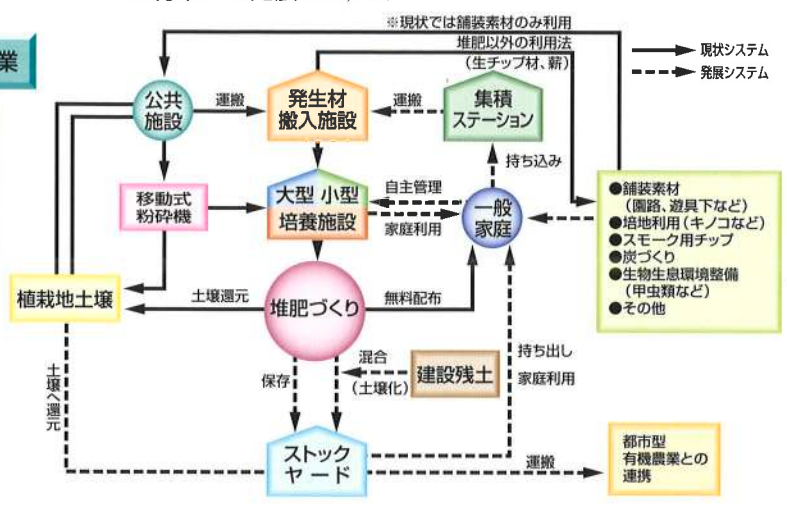 ※現状では舗装素材のみ利用
堆肥以外の利用法
(生チップ材、薪)
現状システム
発展システム
業
公共
施設
運搬
発生材
搬入施設
運搬
集積
ステーション
持ち込み
移動式
粉砕機
大型 小型
培養施設
自主管理
家庭利用
一般
家庭
●舗装素材
(園路、遊具下など)
●培地利用(キノコなど)
●スモーク用チップ
●炭づくり
●生物生息環境整備
(甲虫類など)
●その他
植栽地土壌
土壌還元
堆肥づくり
無料配布
混合
(土壌化)
建設残土
保存
持ち出し
家庭利用
土壌へ還元
ストック
ヤード
運搬
都市型
有機農業との
連携